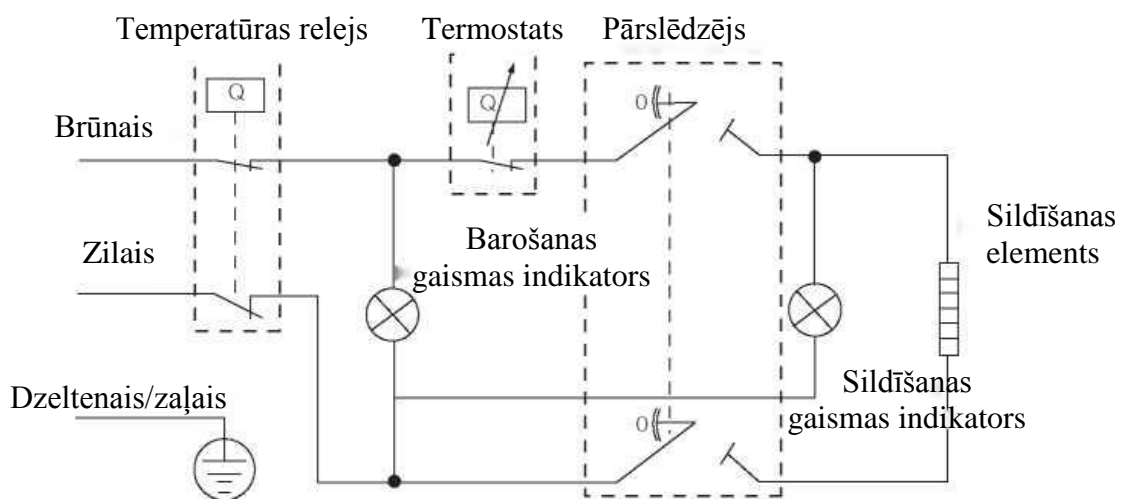 Temperatūras relejs
Termostats
Pārslēdzējs
Q
Q
0
Brūnais
Zilais
Barošanas
gaismas indikators
Sildīšanas
elements
Dzeltenais/zaļais
0
Sildīšanas
gaismas indikators